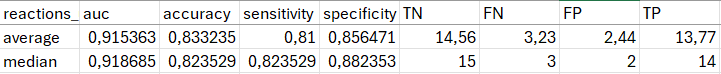 reactions_ auc accuracy sensitivity specificity TN FN FP TP
average 0,915363 0,833235 0,81 0,856471 14,56 3,23 2,44 13,77
median 0,918685 0,823529 0,823529 0,882353 15 3 2 14